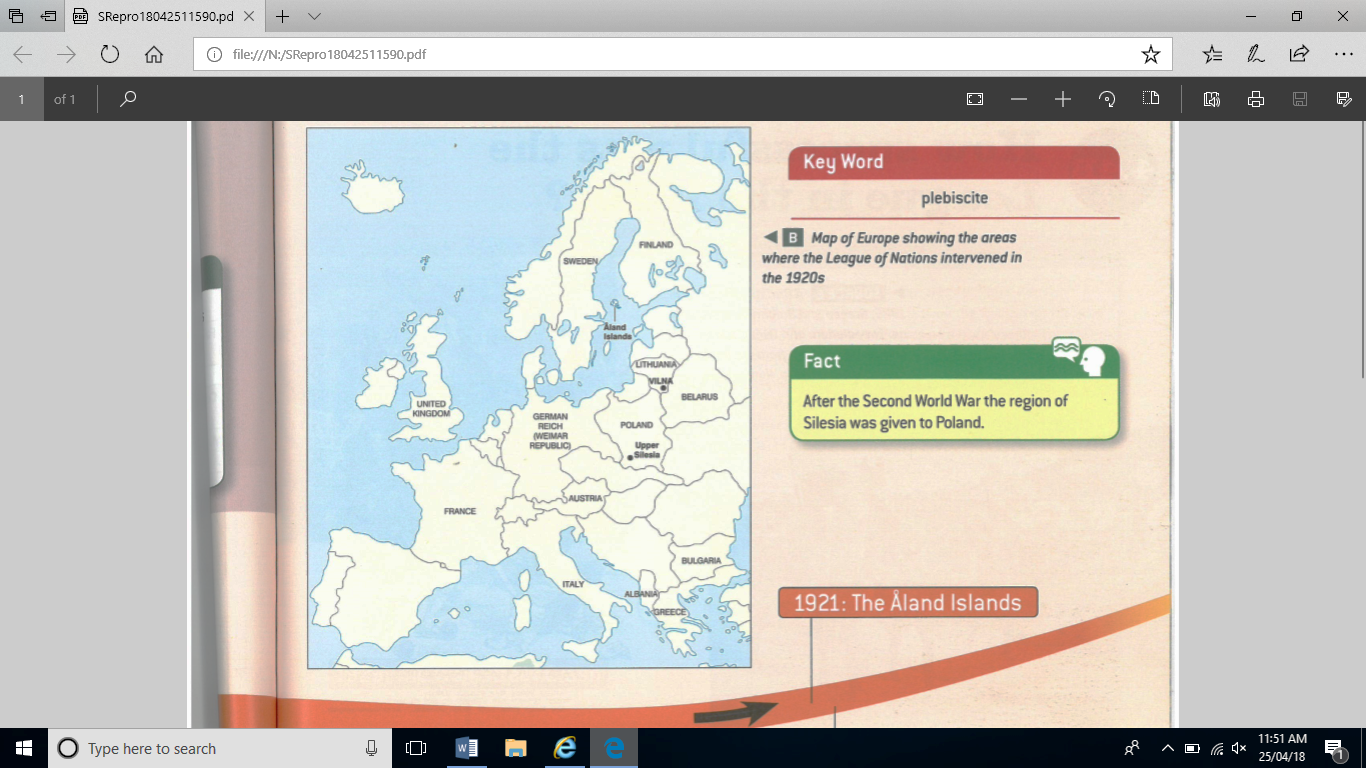 SRepro18042511590.pd
file:///N:/SRepro18042511590.pdf
1 of 1
FINLAND
SWEDEN
Åland
Islands
LITHUANIA
VILNA
BELARUS
UNITED
KINGDOM
GERMAN
REICH
(WEIMAR
REPUBLIC)
POLAND
Upper
Silesia
AUSTRIA
FRANCE
BULGARIA
ITALY
ALBANIA
GREECE
Key Word
plebiscite
B Map of Europe showing the areas
where the League of Nations intervened in
the 1920s
Fact
After the Second World War the region of
Silesia was given to Poland.
1921: The Åland Islands
Type here to search
11:51 AM
25/04/18
1